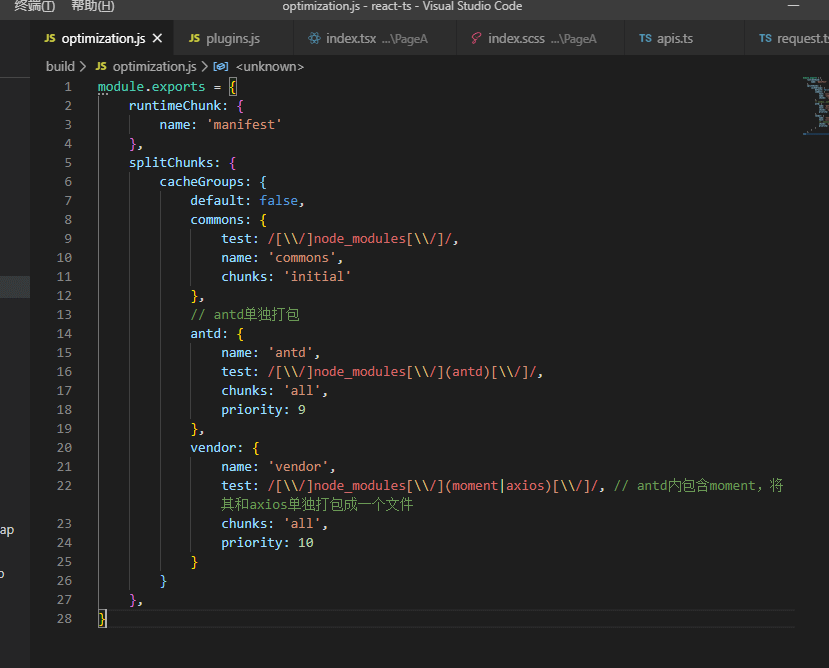 终端(T) 帮助(H) optimization.js - react-ts - Visual Studio Code
JS optimization.js JS plugins.js index.tsx ...\PageA index.scss ...\PageA TS apis.ts TS request.t
build > JS optimization.js > <unknown>
1 module.exports = {
2 runtimeChunk: {
3 name: 'manifest'
4 },
5 splitChunks: {
6 cacheGroups: {
7 default: false,
8 commons: {
9 test: /[\\/]node_modules[\\/]/,
10 name: 'commons',
11 chunks: 'initial'
12 },
13 // antd单独打包
14 antd: {
15 name: 'antd',
16 test: /[\\/]node_modules[\\/](antd)[\\/]/,
17 chunks: 'all',
18 priority: 9
19 },
20 vendor: {
21 name: 'vendor',
22 test: /[\\/]node_modules[\\/](moment|axios)[\\/]/, // antd内包含moment，将
其和axios单独打包成一个文件
ap
23 chunks: 'all',
24 priority: 10
25 }
26 }
27 },
28 }